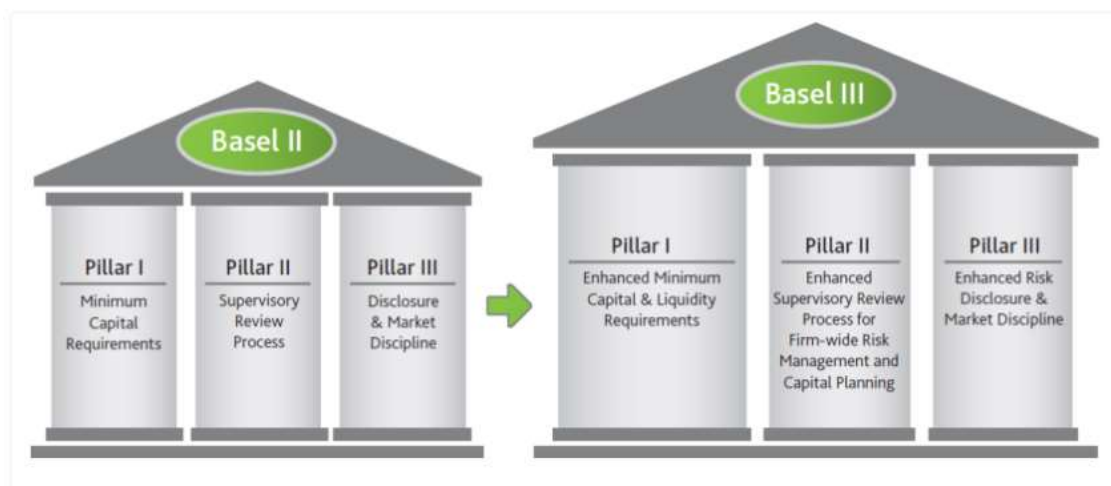 Basel II
Pillar I
Minimum
Capital
Requirements
Pillar II
Supervisory
Review
Process
Pillar III
Disclosure
& Market
Discipline
Basel III
Pillar I
Enhanced Minimum
Capital & Liquidity
Requirements
Pillar II
Enhanced
Supervisory Review
Process for
Firm-wide Risk
Management and
Capital Planning
Pillar III
Enhanced Risk
Disclosure &
Market Discipline